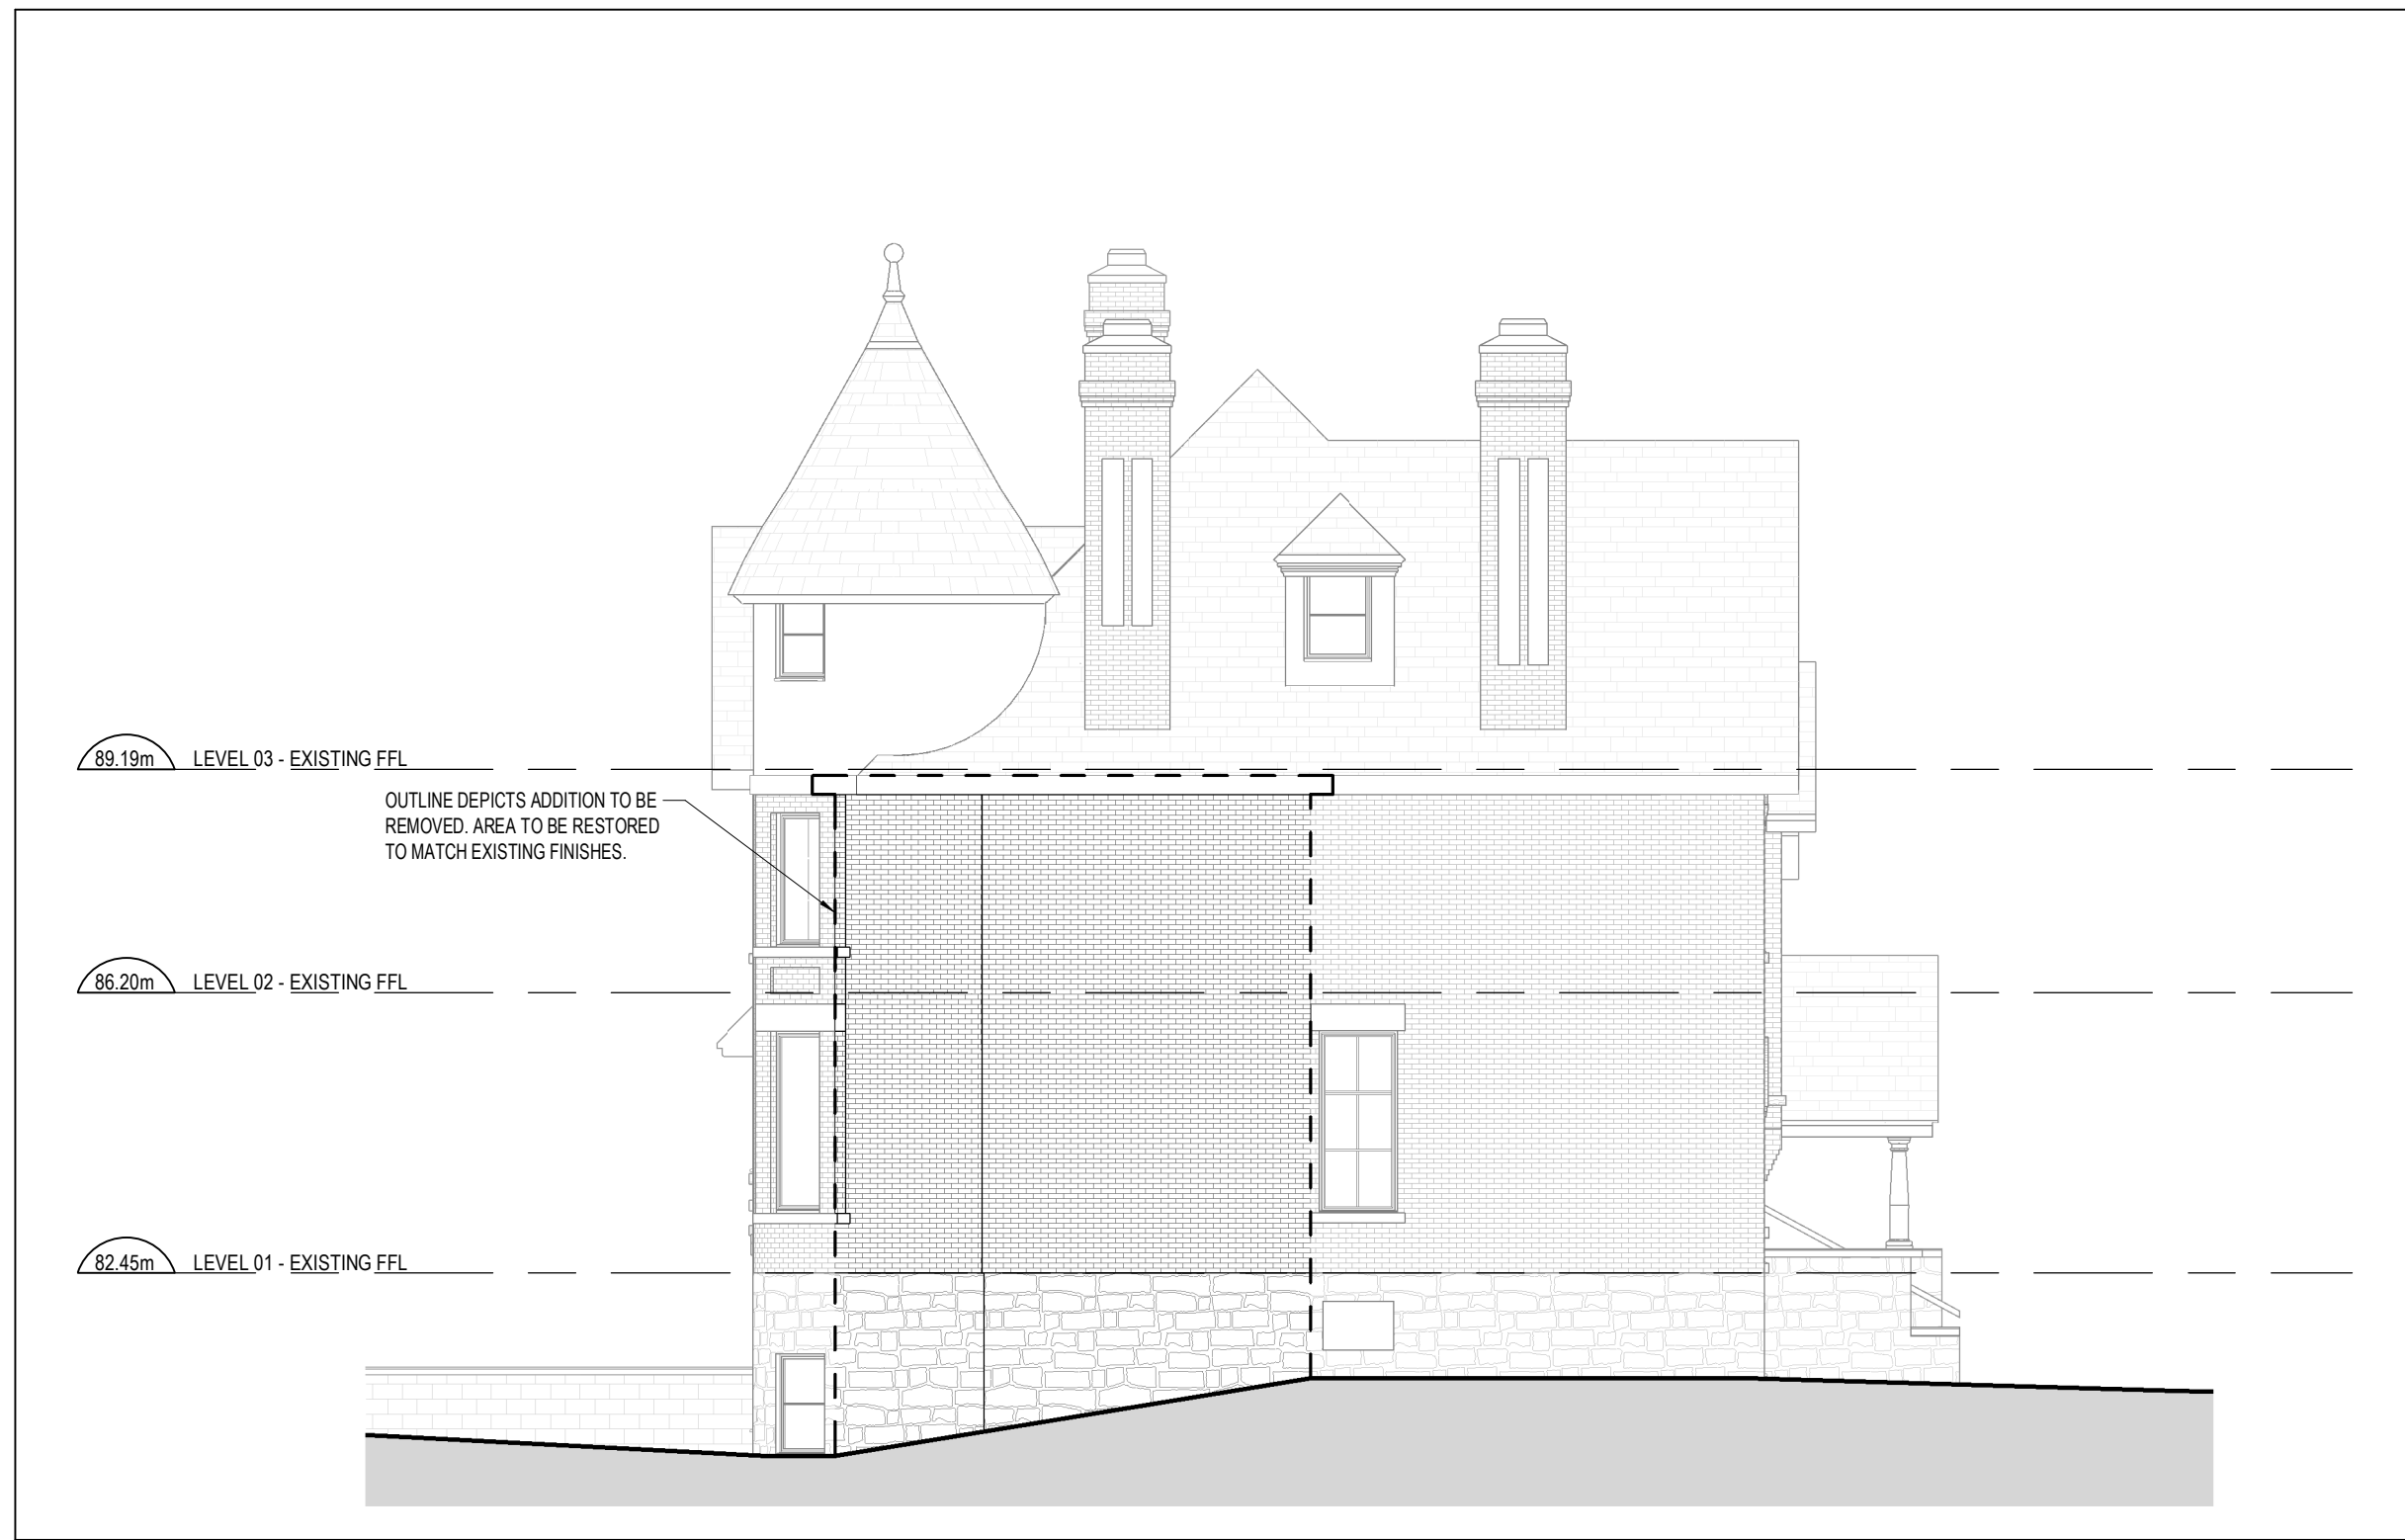 89.19m LEVEL 03 - EXISTING FFL
OUTLINE DEPICTS ADDITION TO BE
REMOVED. AREA TO BE RESTORED
TO MATCH EXISTING FINISHES.
86.20m LEVEL 02 - EXISTING FFL
82.45m LEVEL 01 - EXISTING FFL